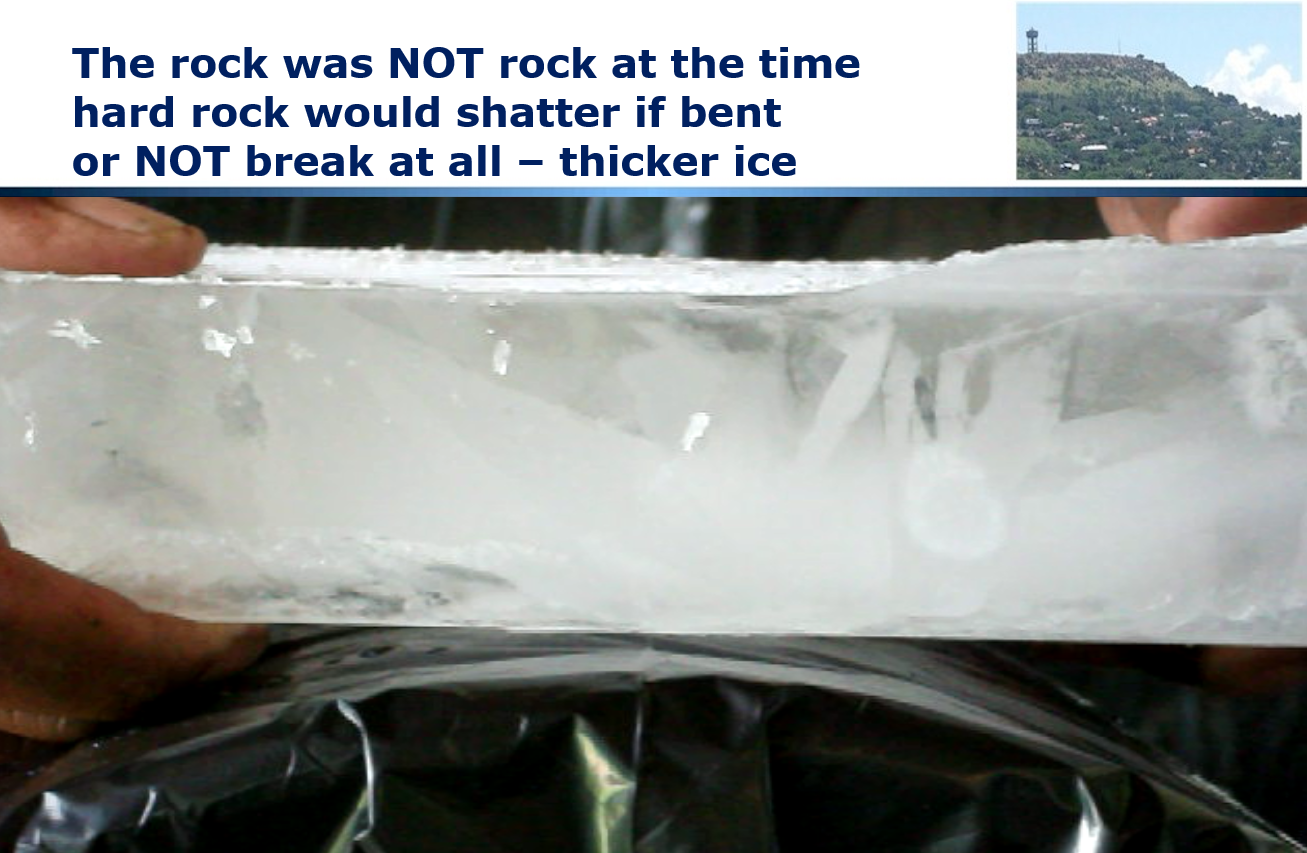 The rock was NOT rock at the time
hard rock would shatter if bent
or NOT break at all – thicker ice